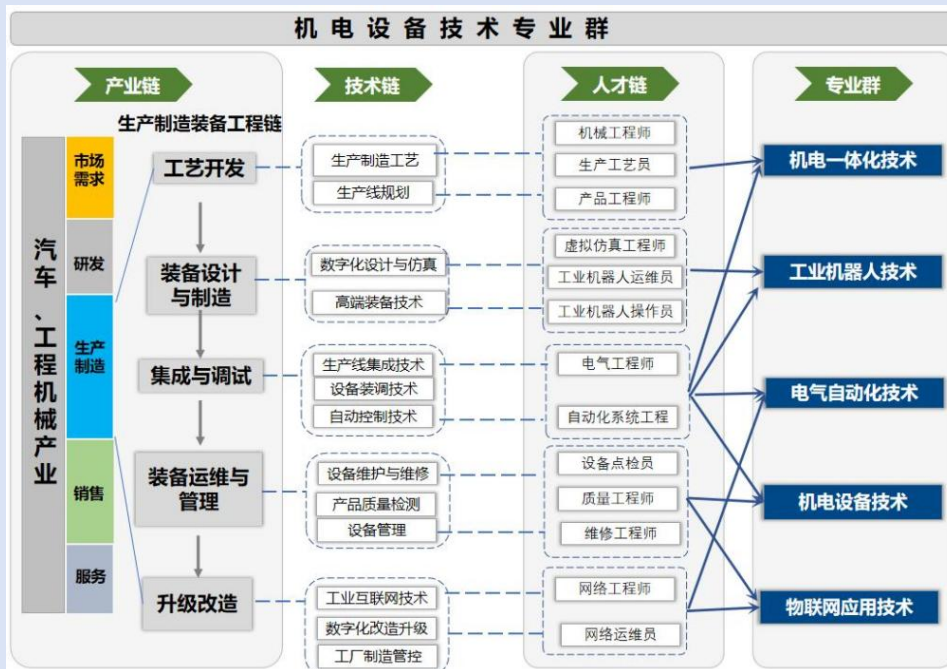 机电设备技术专业群
产业链
技术链
人才链
专业群
生产制造装备工程链
汽车、工程机械产业
市场
需求
研发
生产
制造
销售
服务
工艺开发
装备设计
与制造
集成与调试
装备运维与
管理
升级改造
生产制造工艺
生产线规划
数字化设计与仿真
高端装备技术
生产线集成技术
设备装调技术
自动控制技术
设备维护与维修
产品质量检测
设备管理
工业互联网技术
数字化改造升级
工厂制造管控
机械工程师
生产工艺员
产品工程师
虚拟仿真工程师
工业机器人运维员
工业机器人操作员
电气工程师
自动化系统工程
设备点检员
质量工程师
维修工程师
网络工程师
网络运维员
机电一体化技术
工业机器人技术
电气自动化技术
机电设备技术
物联网应用技术